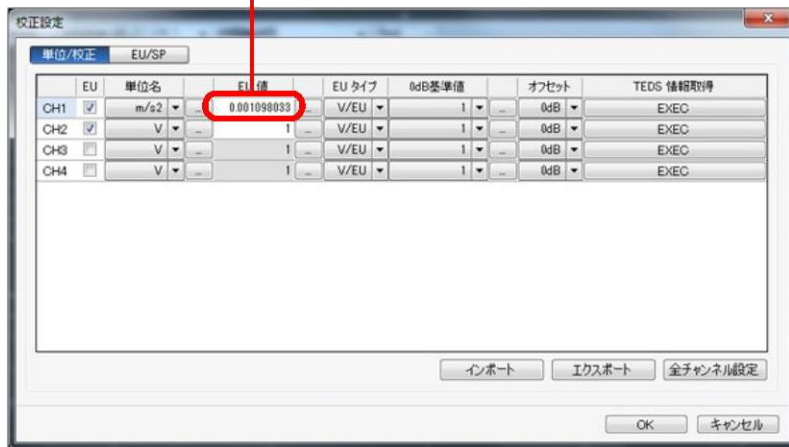 校正設定
単位/校正 EU/SP
EU 単位名 EU 値 EU タイプ 0dB基準値 オフセット TEDS 情報取得
CH1 m/s2 ... 0.001098033 ... V/EU 1 ... 0dB EXEC
CH2 V ... 1 ... V/EU 1 ... 0dB EXEC
CH3 V ... 1 ... V/EU 1 ... 0dB EXEC
CH4 V ... 1 ... V/EU 1 ... 0dB EXEC
インポート エクスポート 全チャンネル設定
OK キャンセル